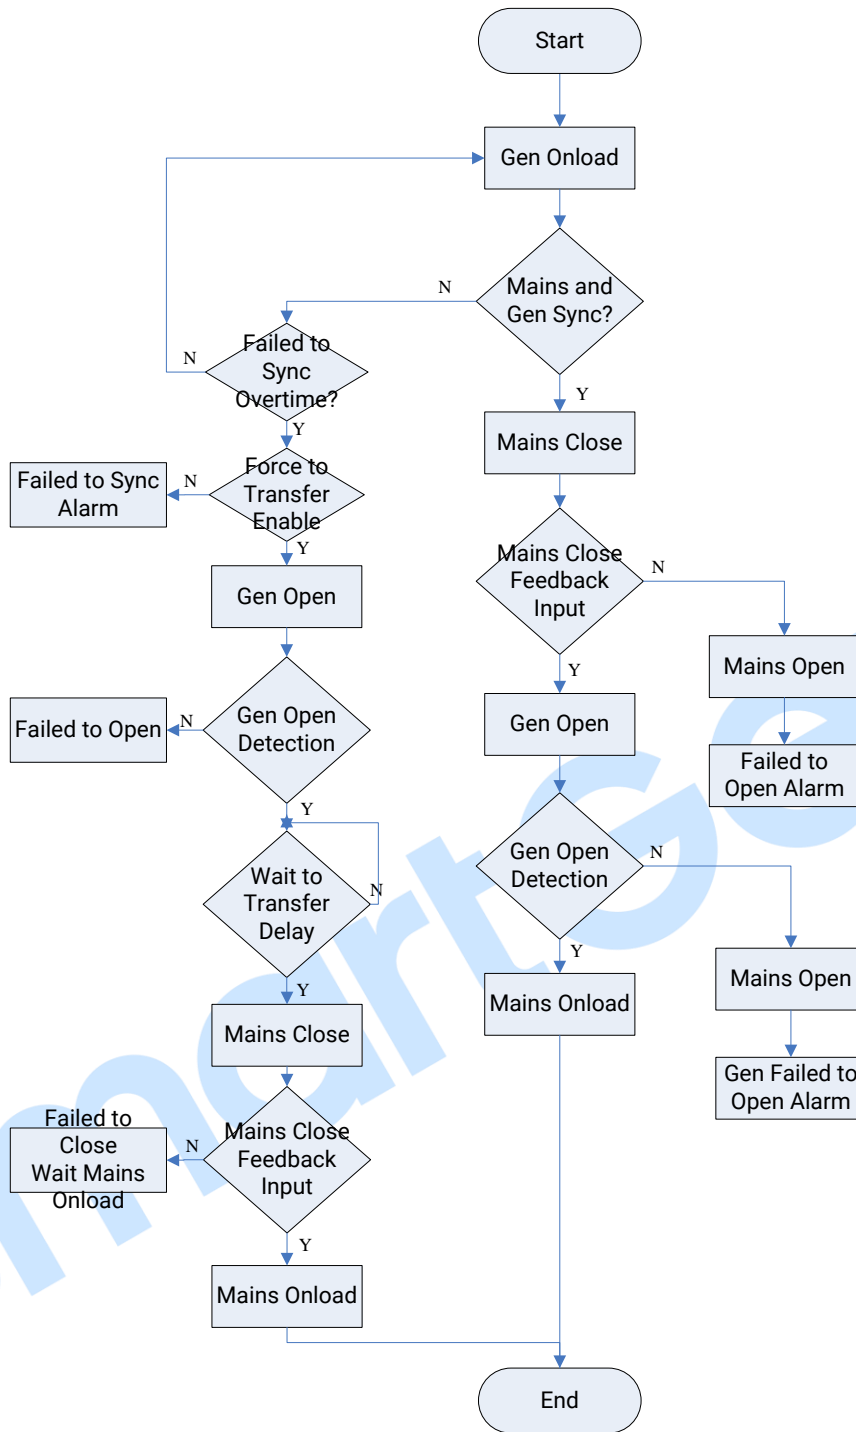 Start
Gen Onload
Mains and
Gen Sync?
N
Failed to
Sync
Overtime?
N
Y
Y
Mains Close
Force to
Transfer
Enable
N
Failed to Sync
Alarm
Y
Gen Open
Mains Close
Feedback
Input
N
Y
Mains Open
Failed to
Open Alarm
Gen Open
Gen Open
Detection
N
Failed to Open
Y
Gen Open
Detection
N
Y
Wait to
Transfer
Delay
N
Y
Mains Onload
Mains Open
Gen Failed to
Open Alarm
Mains Close
Mains Close
Feedback
Input
N
Failed to
Close
Wait Mains
Onload
Y
Mains Onload
End